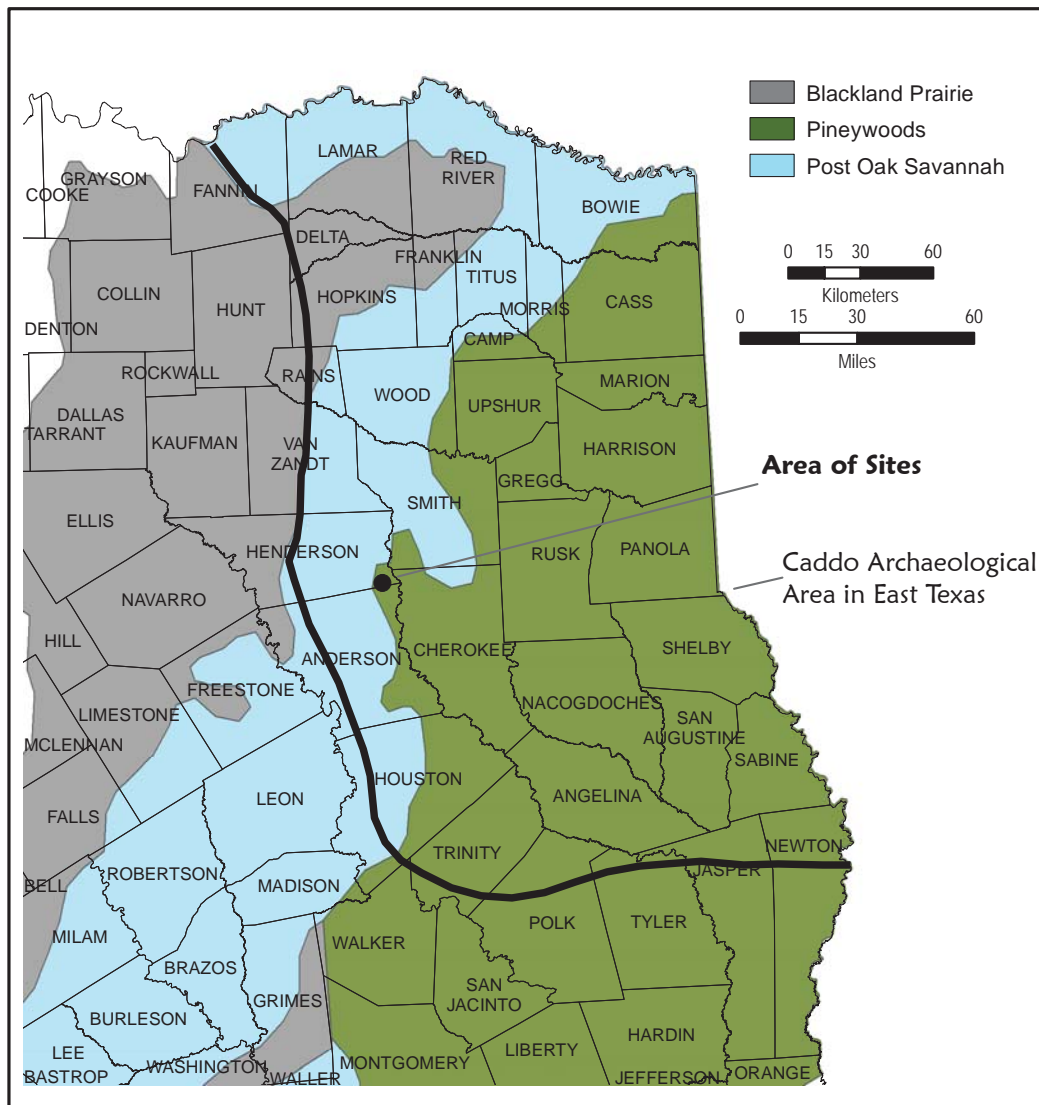 Blackland Prairie
Pineywoods
Post Oak Savannah
0 15 30 60
Kilometers
0 15 30 60
Miles
Area of Sites
Caddo Archaeological
Area in East Texas
LAMAR
RED
RIVER
GRAYSON
COOKE
FANNIN
BOWIE
DELTA
FRANKLIN
TITUS
COLLIN
HUNT
HOPKINS
MORRIS
CASS
DENTON
CAMP
ROCKWALL
RAINS
MARION
WOOD
UPSHUR
DALLAS
TARRANT
KAUFMAN
VAN
ZANDT
HARRISON
GREGG
SMITH
ELLIS
HENDERSON
RUSK
PANOLA
NAVARRO
HILL
ANDERSON
CHEROKEE
SHELBY
FREESTONE
LIMESTONE
NACOGDOCHES
SAN
AUGUSTINE
MCLENNAN
SABINE
HOUSTON
LEON
ANGELINA
FALLS
TRINITY
NEWTON
ROBERTSON
JASPER
BELL
MADISON
POLK
TYLER
MILAM
WALKER
BRAZOS
SAN
JACINTO
GRIMES
BURLESON
HARDIN
LEE
LIBERTY
BASTROP
WASHINGTON
MONTGOMERY
WALLER
JEFFERSON
ORANGE